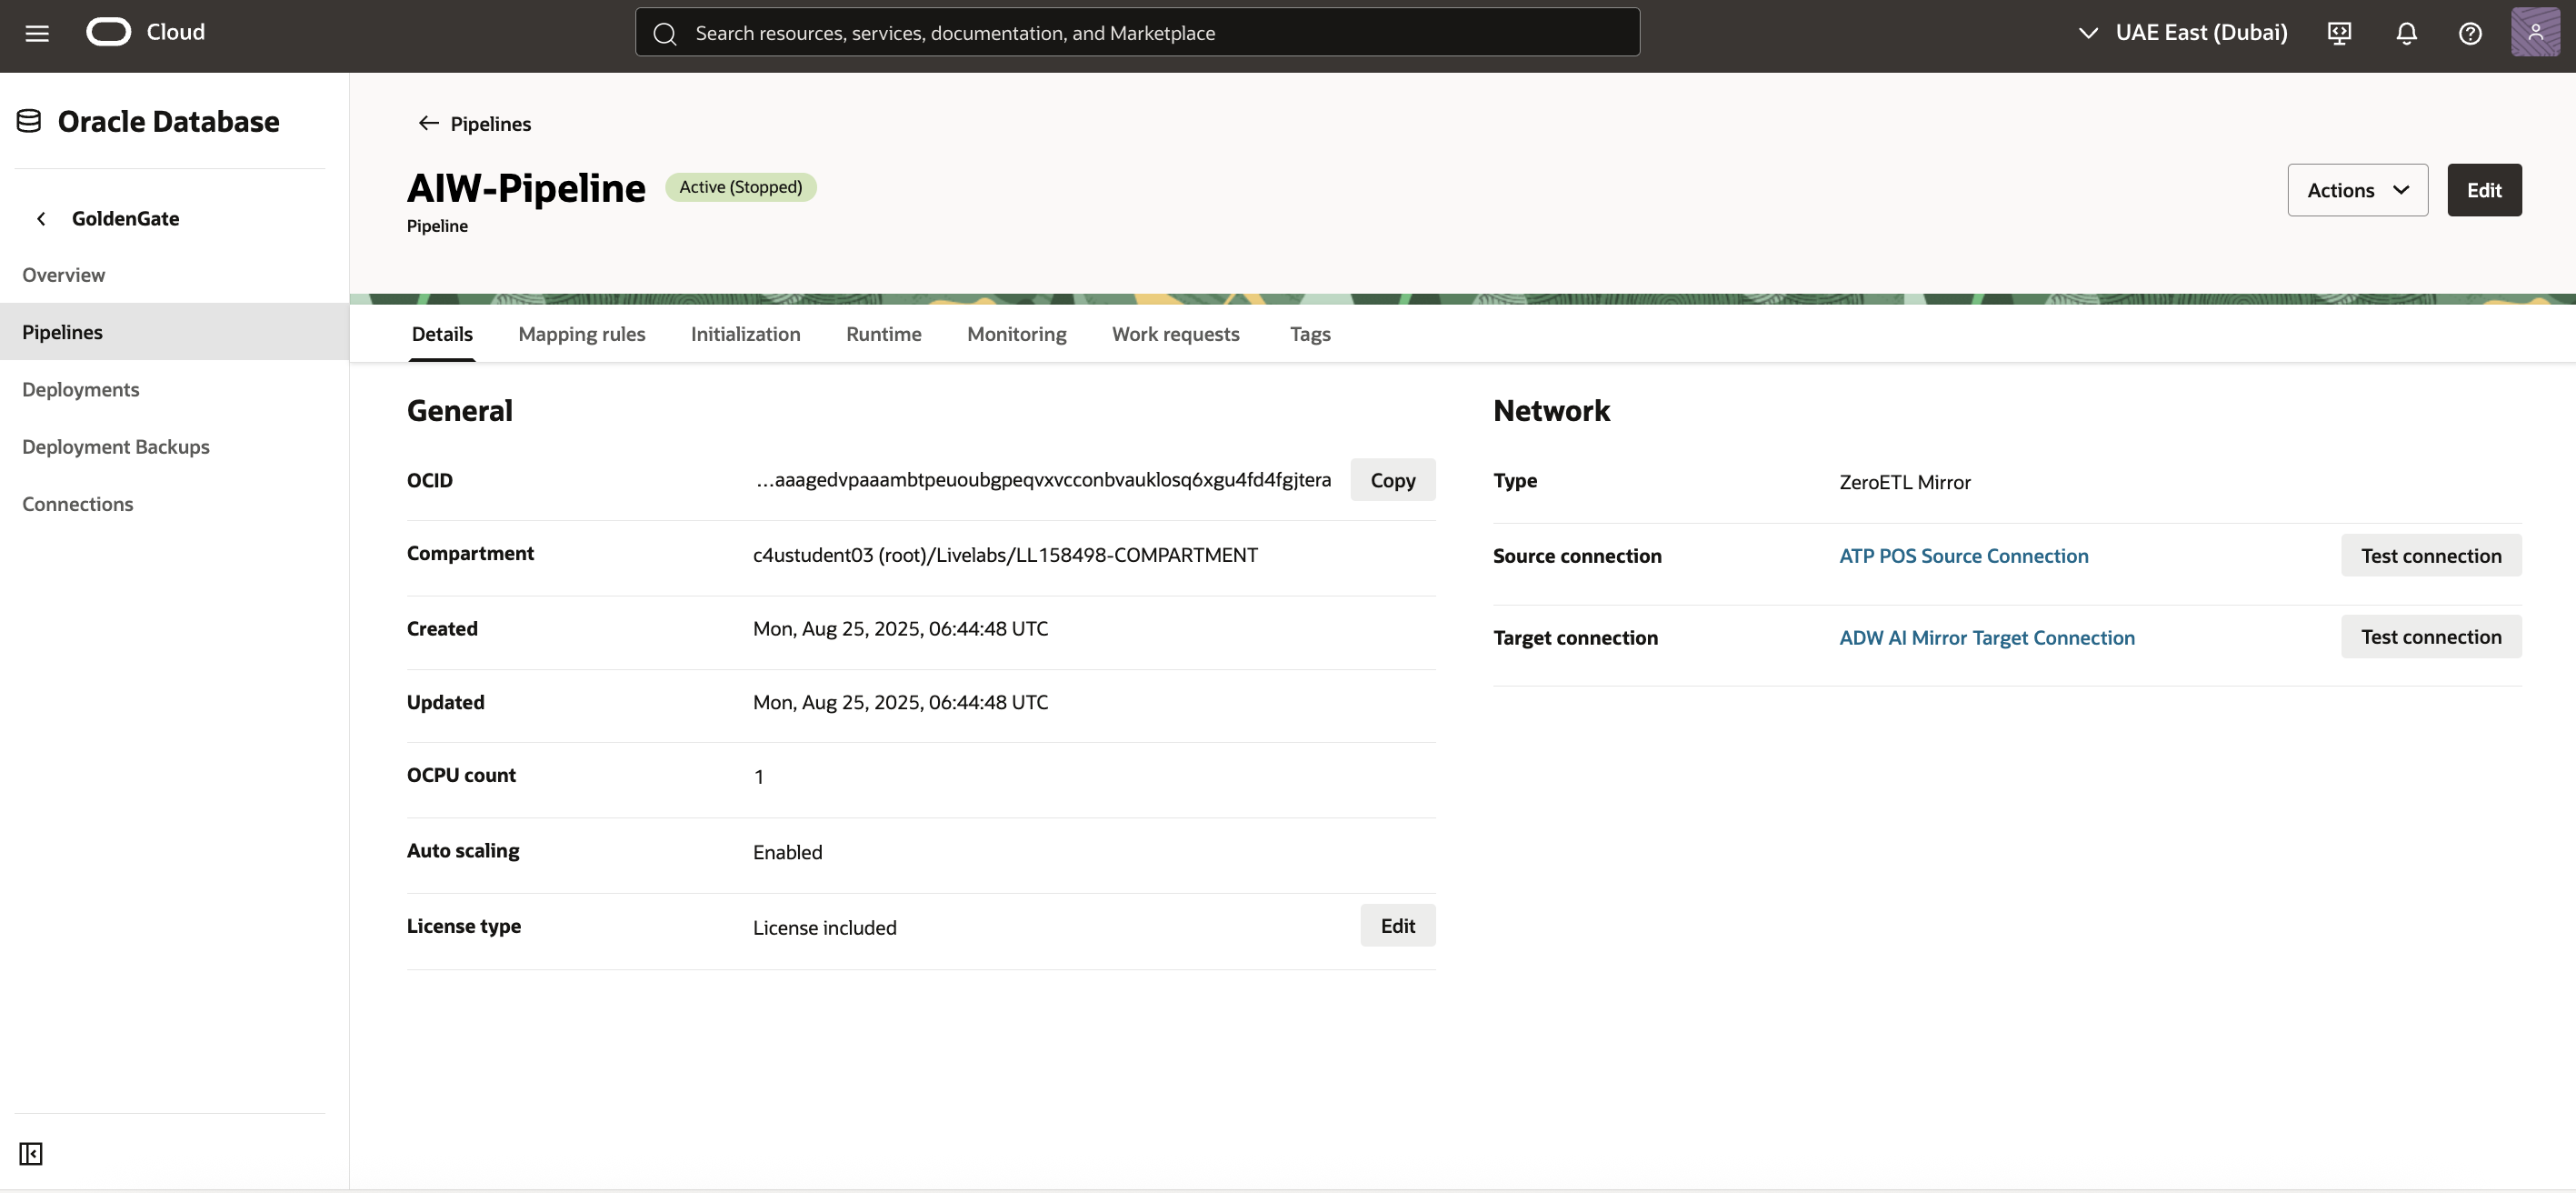 Cloud
Search resources, services, documentation, and Marketplace
UAE East (Dubai)
Oracle Database
GoldenGate
Overview
Pipelines
Deployments
Deployment Backups
Connections
Pipelines
AIW-Pipeline
Active (Stopped)
Pipeline
Actions
Edit
Details
Mapping rules
Initialization
Runtime
Monitoring
Work requests
Tags
General
OCID
...aaagedvpaaambtpeuoubgpeqvxvcconbvauklosq6xgu4fd4fgjtera
Copy
Compartment
c4ustudent03 (root)/Livelabs/LL158498-COMPARTMENT
Created
Mon, Aug 25, 2025, 06:44:48 UTC
Updated
Mon, Aug 25, 2025, 06:44:48 UTC
OCPU count
1
Auto scaling
Enabled
License type
License included
Edit
Network
Type
ZeroETL Mirror
Source connection
ATP POS Source Connection
Test connection
Target connection
ADW AI Mirror Target Connection
Test connection